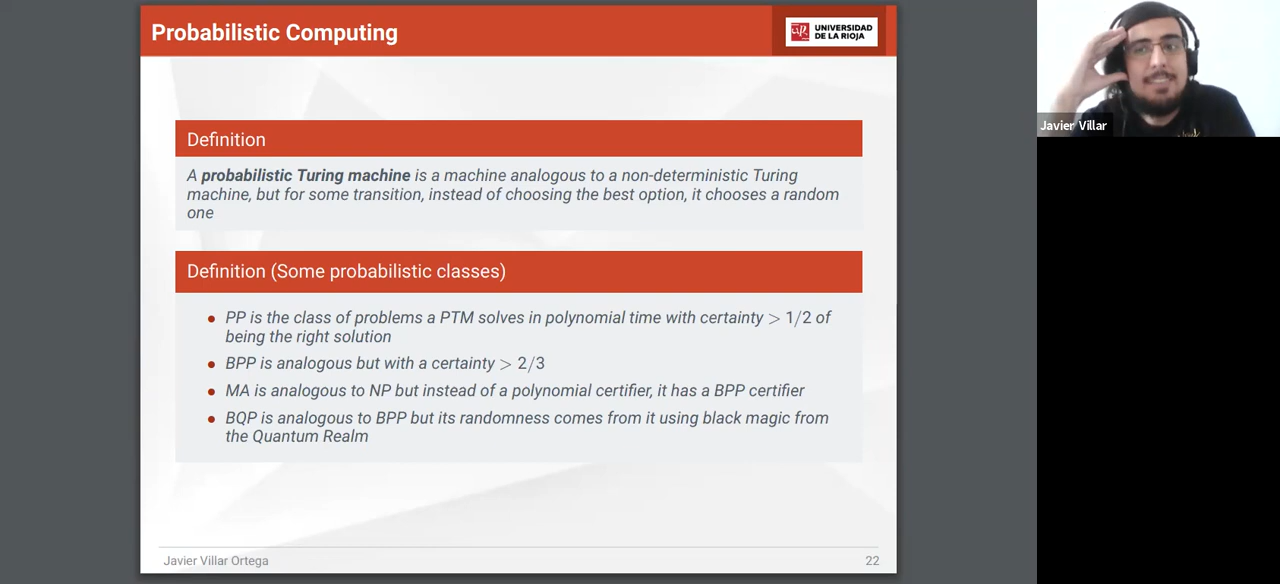 Probabilistic Computing
UNIVERSIDAD
DE LA RIOJA
Javier Villar
Definition
A probabilistic Turing machine is a machine analogous to a non-deterministic Turing
machine, but for some transition, instead of choosing the best option, it chooses a random
one
Definition (Some probabilistic classes)
• PP is the class of problems a PTM solves in polynomial time with certainty > 1/2 of
being the right solution
• BPP is analogous but with a certainty > 2/3
• MA is analogous to NP but instead of a polynomial certifier, it has a BPP certifier
• BQP is analogous to BPP but its randomness comes from it using black magic from
the Quantum Realm
Javier Villar Ortega
22